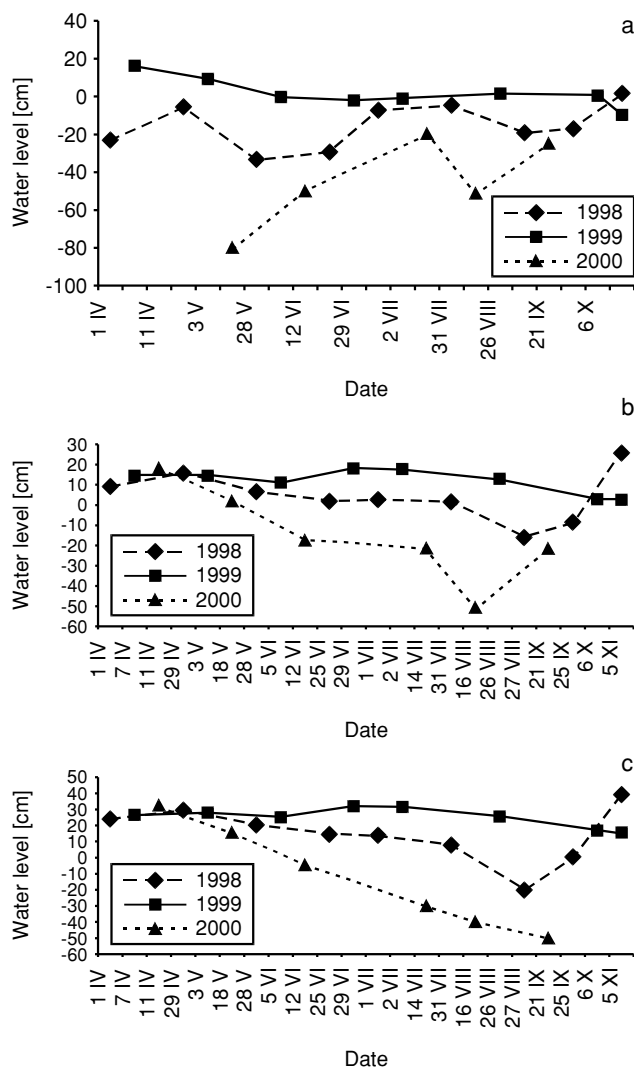 a
Water level [cm]
40
20
0
-20
-40
-60
-80
-100
1998
1999
2000
1 IV
11 IV
3 V
28 V
12 VI
29 VI
2 VII
31 VII
26 VIII
21 IX
6 X
Date
b
Water level [cm]
30
20
10
0
-10
-20
-30
-40
-50
-60
1998
1999
2000
1 IV
7 IV
11 IV
29 IV
3 V
18 V
28 V
5 VI
12 VI
25 VI
29 VI
1 VII
2 VII
14 VII
31 VII
16 VIII
26 VIII
27 VIII
21 IX
25 IX
6 X
5 XI
Date
c
Water level [cm]
50
40
30
20
10
0
-10
-20
-30
-40
-50
-60
1998
1999
2000
1 IV
7 IV
11 IV
29 IV
3 V
18 V
28 V
5 VI
12 VI
25 VI
29 VI
1 VII
2 VII
14 VII
31 VII
16 VIII
26 VIII
27 VIII
21 IX
25 IX
6 X
5 XI
Date